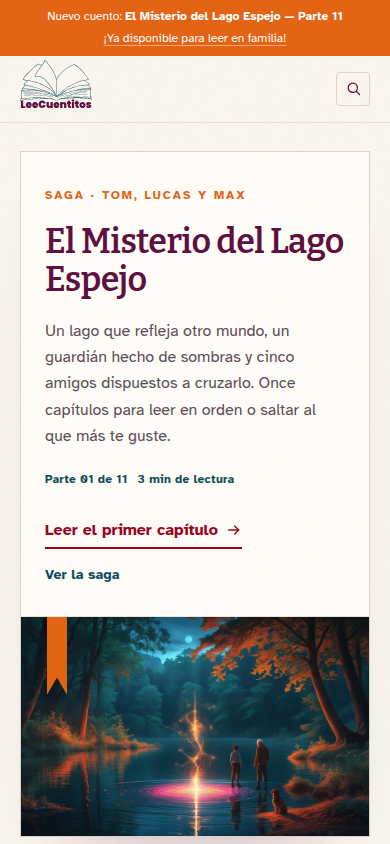 Nuevo cuento: El Misterio del Lago Espejo — Parte 11
¡Ya disponible para leer en familia!
LeeCuentitos
SAGA · TOM, LUCAS Y MAX
El Misterio del Lago
Espejo
Un lago que refleja otro mundo, un
guardián hecho de sombras y cinco
amigos dispuestos a cruzarlo. Once
capítulos para leer en orden o saltar al
que más te guste.
Parte 01 de 11 3 min de lectura
Leer el primer capítulo →
Ver la saga